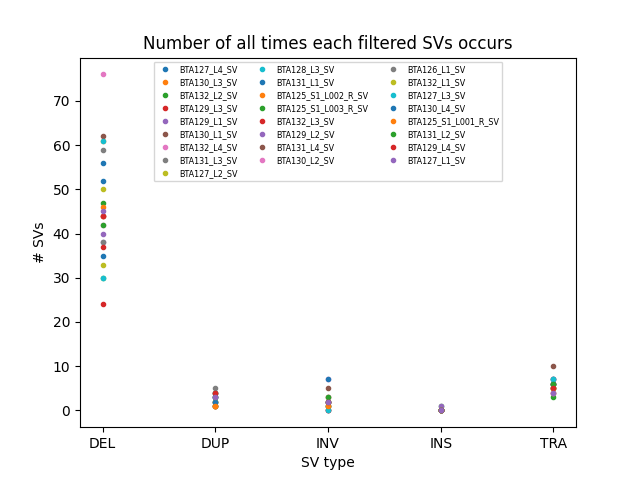 Number of all times each filtered SVs occurs
BTA127_L4_SV
BTA130_L3_SV
BTA132_L2_SV
BTA129_L3_SV
BTA129_L1_SV
BTA130_L1_SV
BTA132_L4_SV
BTA131_L3_SV
BTA127_L2_SV
BTA128_L3_SV
BTA131_L1_SV
BTA125_S1_L002_R_SV
BTA125_S1_L003_R_SV
BTA132_L3_SV
BTA129_L2_SV
BTA131_L4_SV
BTA130_L2_SV
BTA126_L1_SV
BTA132_L1_SV
BTA127_L3_SV
BTA130_L4_SV
BTA125_S1_L001_R_SV
BTA131_L2_SV
BTA129_L4_SV
BTA127_L1_SV
# SVs
70
60
50
40
30
20
10
0
DEL DUP INV INS TRA
SV type